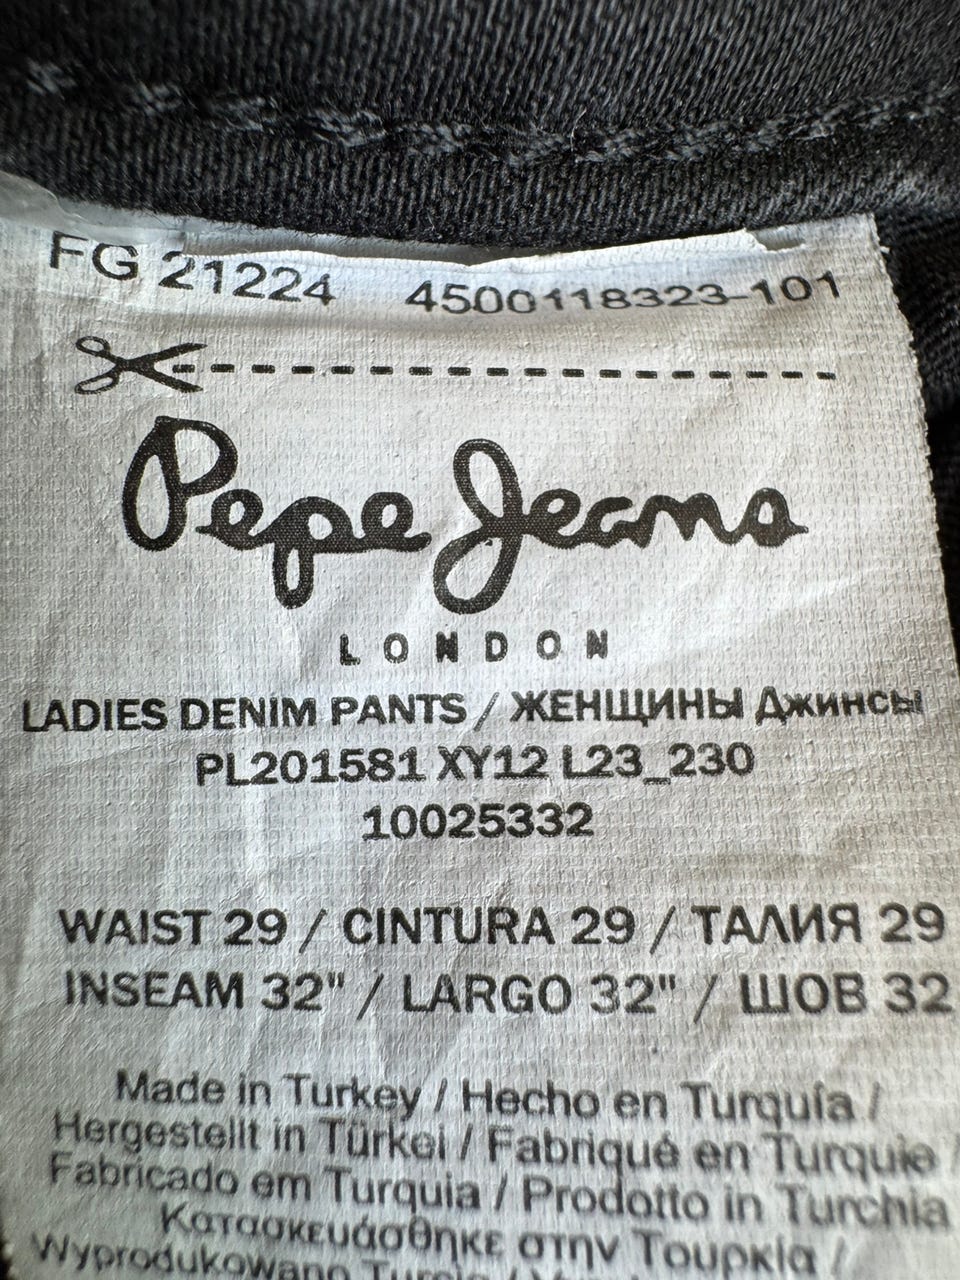 FG 21224 4500118323-101
Pepe Jeans
LONDON
LADIES DENIM PANTS / ЖЕНЩИНЫ Джинсы
PL201581 XY12 L23_230
10025332
WAIST 29 / CINTURA 29 / ТАЛИЯ 29
INSEAM 32" / LARGO 32" / ШОВ 32
Made in Turkey / Hecho en Turquía /
Hergestellt in Türkei / Fabriqué en Turquie /
Fabricado em Turquia / Prodotto in Turchia
Κατασκευάσθηκε στην Τουρκία /
Wyprodukowano Turcja /